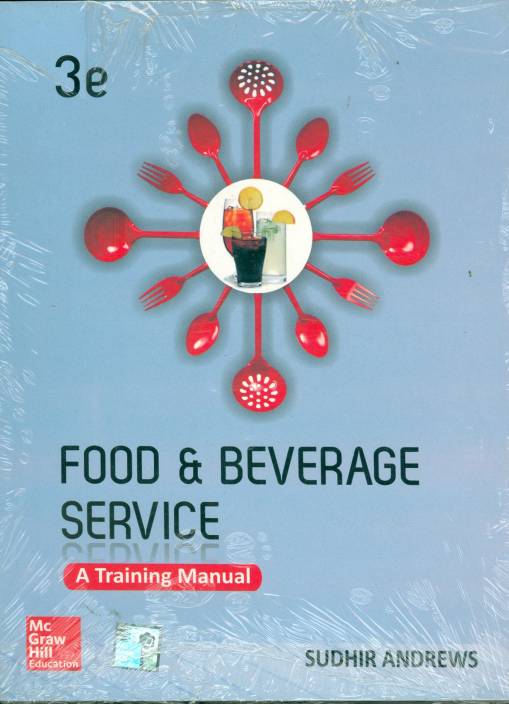 3e
FOOD & BEVERAGE
SERVICE
A Training Manual
Mc
Graw
Hill
Education
SUDHIR ANDREWS